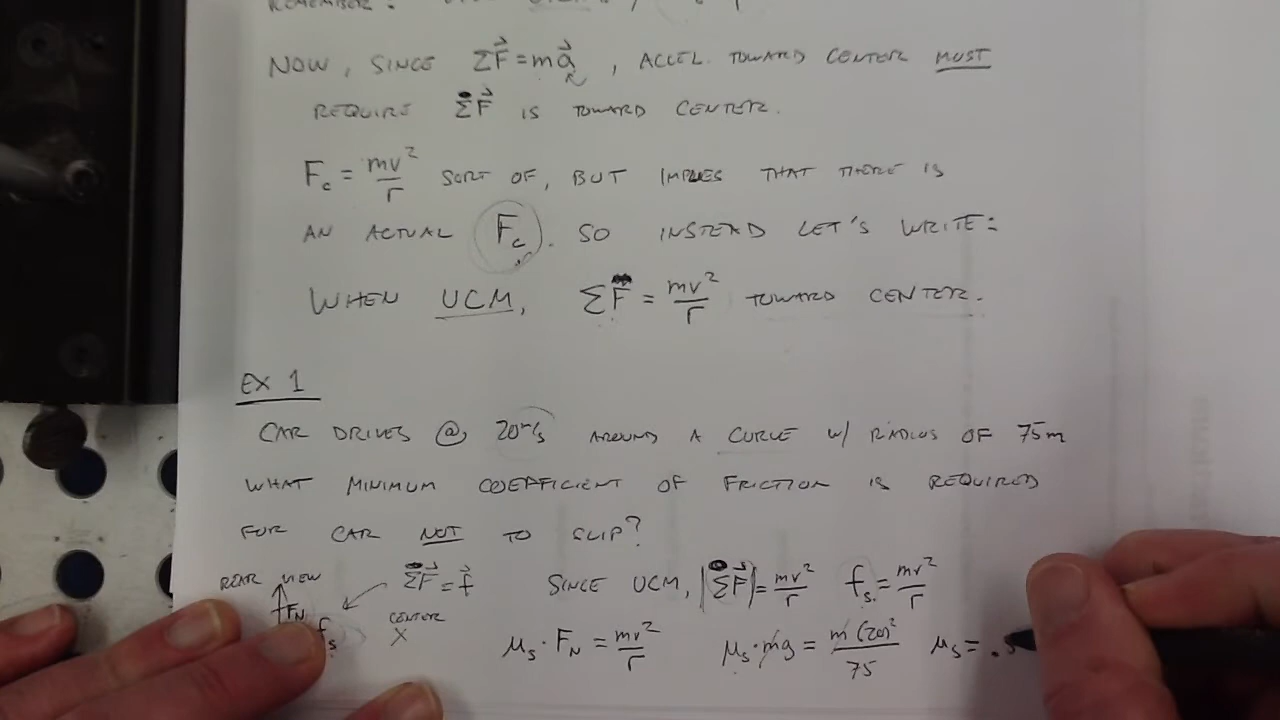 REMEMBER:
NOW, SINCE ΣF⃗ = ma⃗, ACCEL. TOWARD CENTER MUST
REQUIRE ΣF⃗ IS TOWARD CENTER.
F_c = mv²/r SORT OF, BUT IMPLIES THAT THERE IS
AN ACTUAL F_c. SO INSTEAD LET'S WRITE:
WHEN UCM, ΣF = mv²/r TOWARD CENTER.
EX 1
CAR DRIVES @ 20m/s AROUND A CURVE W/ RADIUS OF 75m
WHAT MINIMUM COEFFICIENT OF FRICTION IS REQUIRED
FOR CAR NOT TO SLIP?
REAR VIEW ΣF⃗ = f⃗ SINCE UCM, |ΣF⃗| = mv²/r f_s = mv²/r
F_N f_s CENTER X μ_s · F_N = mv²/r μ_s · mg = m(20)²/75 μ_s = .5